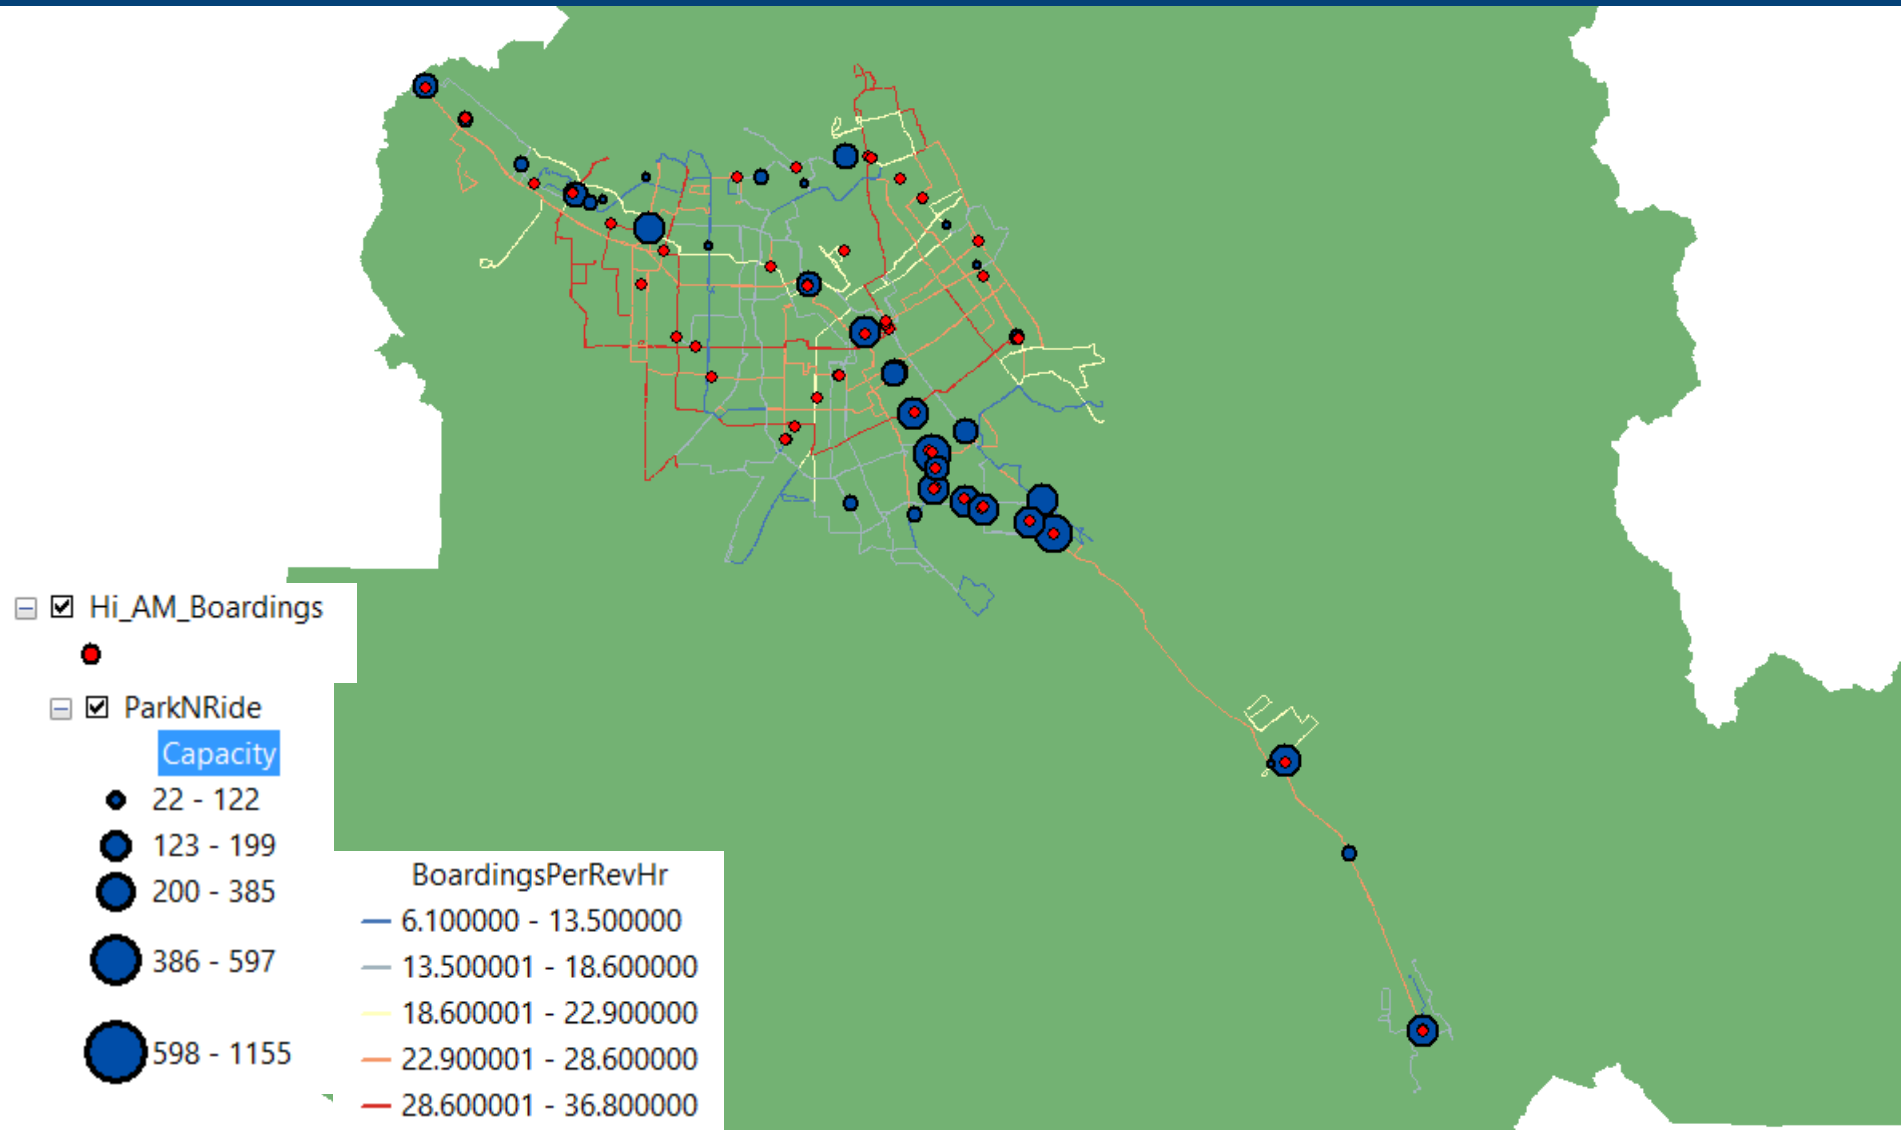 Hi_AM_Boardings
ParkNRide
Capacity
22 - 122
123 - 199
200 - 385
386 - 597
598 - 1155
BoardingsPerRevHr
6.100000 - 13.500000
13.500001 - 18.600000
18.600001 - 22.900000
22.900001 - 28.600000
28.600001 - 36.800000